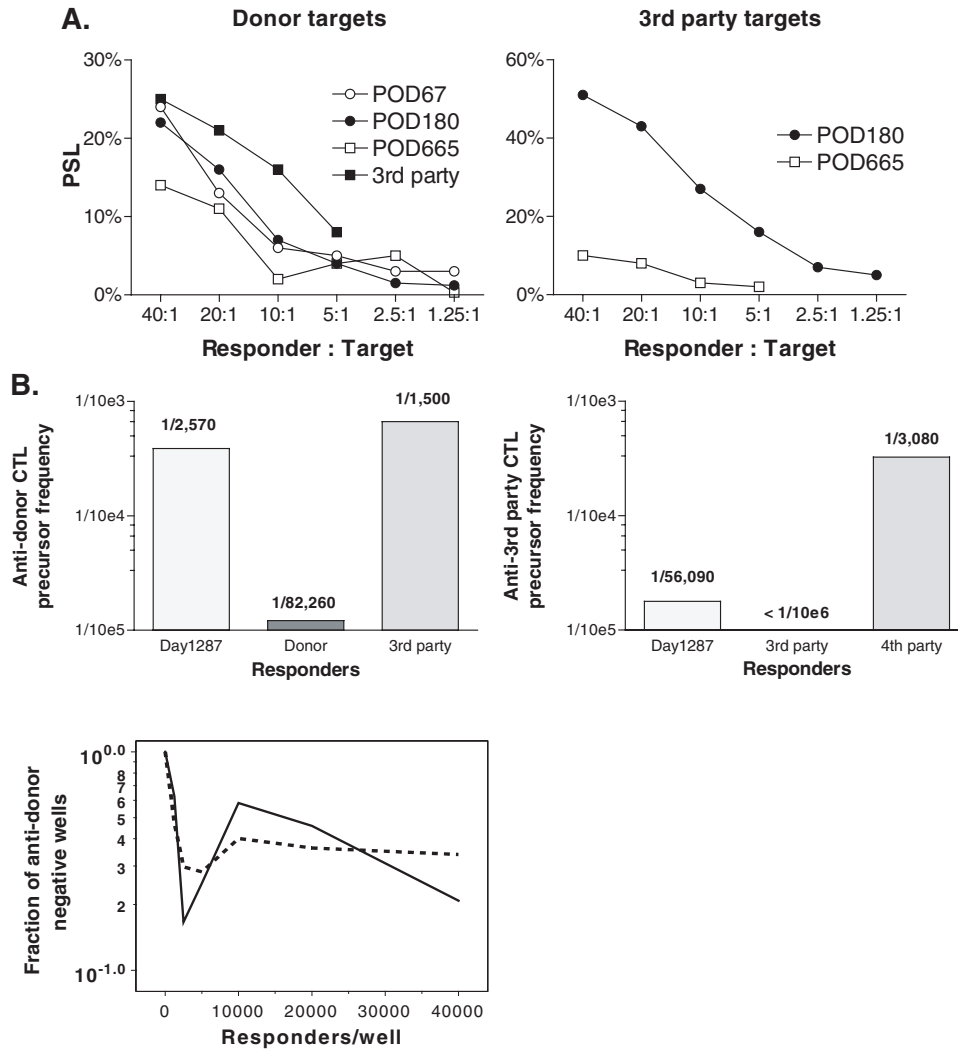 A.
Donor targets
3rd party targets
30%
20%
10%
0%
PSL
POD67
POD180
POD665
3rd party
40:1 20:1 10:1 5:1 2.5:1 1.25:1
Responder : Target
60%
40%
20%
0%
POD180
POD665
40:1 20:1 10:1 5:1 2.5:1 1.25:1
Responder : Target
B.
Anti-donor CTL
precursor frequency
1/10e3
1/10e4
1/10e5
1/2,570
1/82,260
1/1,500
Day1287 Donor 3rd party
Responders
Anti-3rd party CTL
precursor frequency
1/10e3
1/10e4
1/10e5
1/56,090
< 1/10e6
1/3,080
Day1287 3rd party 4th party
Responders
Fraction of anti-donor
negative wells
10^0.0
8
7
6
5
4
3
2
10^-1.0
0 10000 20000 30000 40000
Responders/well